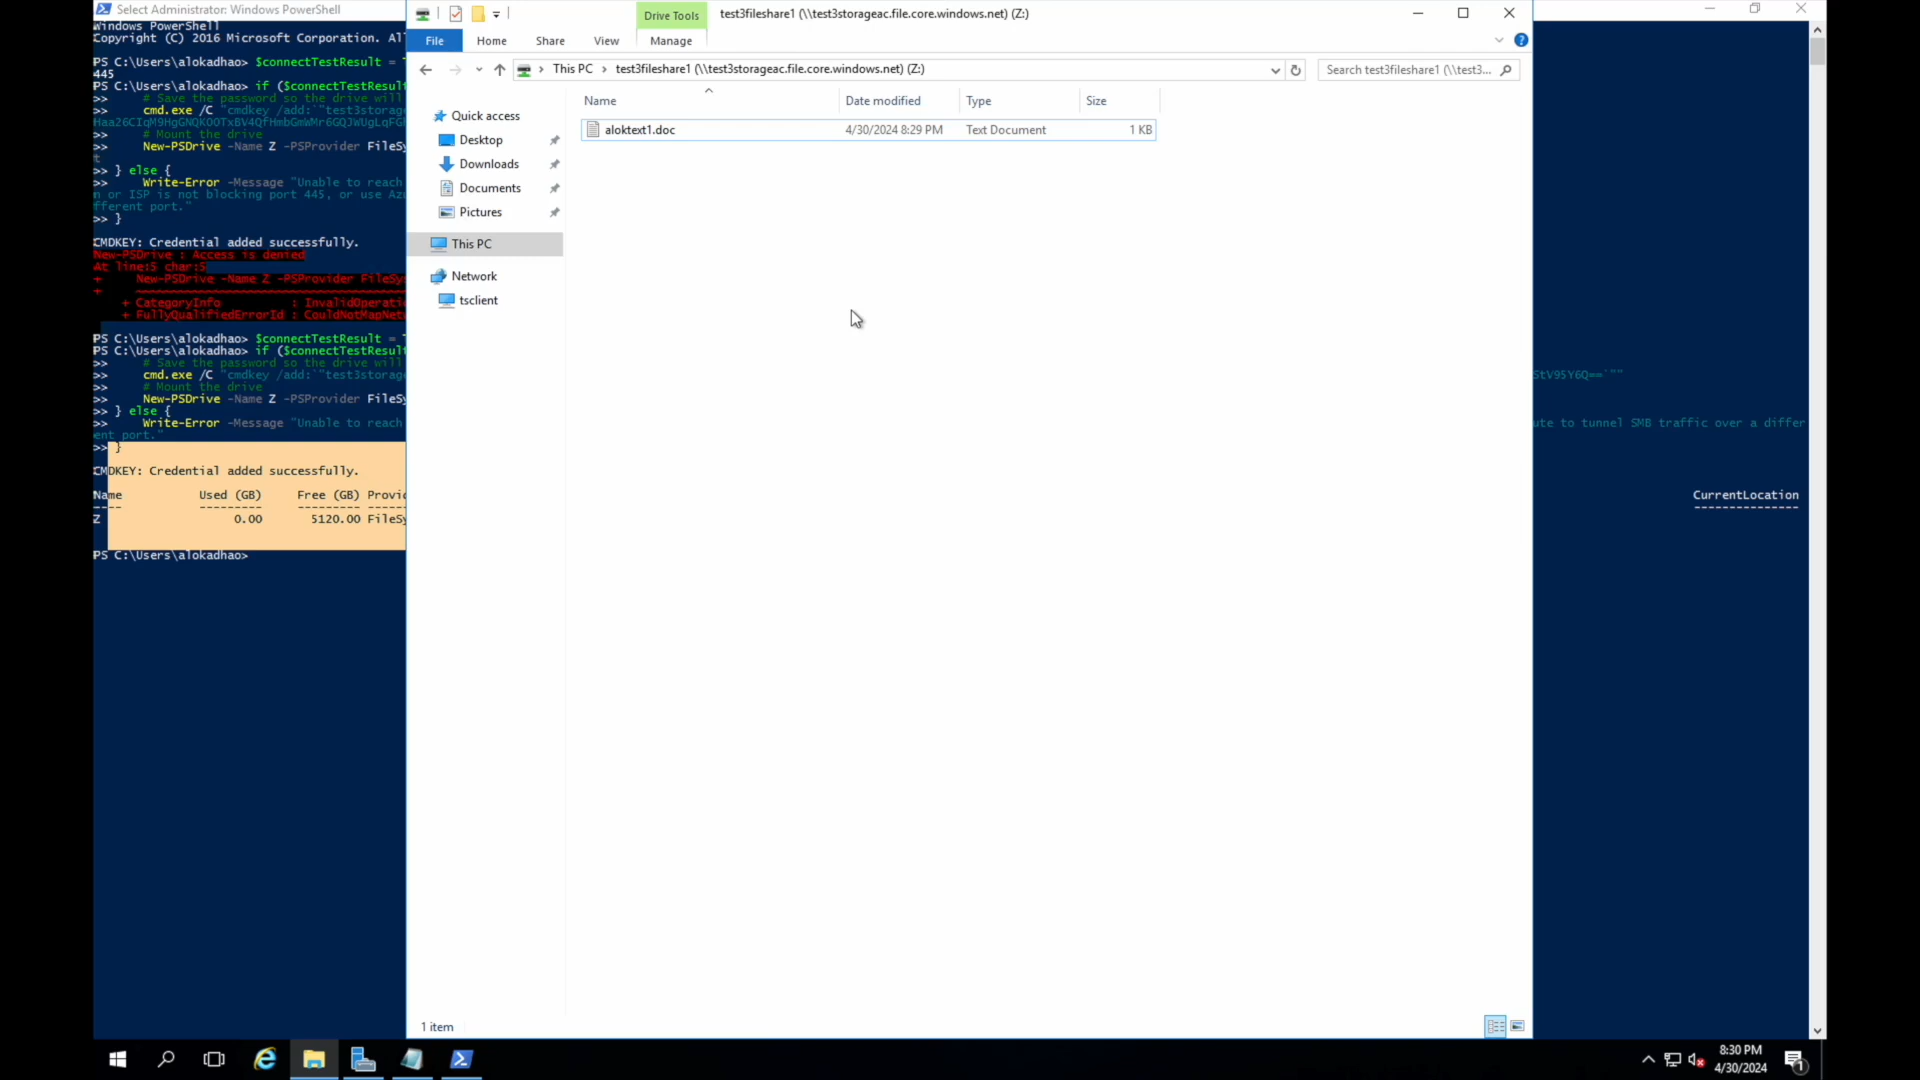 Select Administrator: Windows PowerShell
Windows PowerShell
Copyright (C) 2016 Microsoft Corporation. All
PS C:\Users\alokadhao> $connectTestResult =
445
PS C:\Users\alokadhao> if ($connectTestResult
>> # Save the password so the drive will
>> cmd.exe /C "cmdkey /add:`"test3storage
>> # Mount the drive
>> New-PSDrive -Name Z -PSProvider FileSy
t
>> } else {
>> Write-Error -Message "Unable to reach
n or ISP is not blocking port 445, or use Azu
fferent port."
>> }
CMDKEY: Credential added successfully.
New-PSDrive : Access is denied
At line:5 char:5
+ New-PSDrive -Name Z -PSProvider FileSy
+ ~~~~~~~~~~~~~~~~~~~~~~~~~~~~~~~~~~
+ CategoryInfo : InvalidOperatio
+ FullyQualifiedErrorId : CouldNotMapNetw
PS C:\Users\alokadhao> $connectTestResult =
PS C:\Users\alokadhao> if ($connectTestResult
>> # Save the password so the drive will
>> cmd.exe /C "cmdkey /add:`"test3storage
>> # Mount the drive
>> New-PSDrive -Name Z -PSProvider FileSy
>> } else {
>> Write-Error -Message "Unable to reach
ent port."
>> }
CMDKEY: Credential added successfully.
Name Used (GB) Free (GB) Provid
---- --------- --------- ------
Z 0.00 5120.00 FileSy
PS C:\Users\alokadhao>
Drive Tools
test3fileshare1 (\\test3storageac.file.core.windows.net) (Z:)
File Home Share View Manage
This PC > test3fileshare1 (\\test3storageac.file.core.windows.net) (Z:)
Search test3fileshare1 (\\test3...
Name Date modified Type Size
aloktext1.doc 4/30/2024 8:29 PM Text Document 1 KB
Quick access
Desktop
Downloads
Documents
Pictures
This PC
Network
tsclient
1 item
StV95Y6Q==`""
ute to tunnel SMB traffic over a differ
CurrentLocation
---------------
8:30 PM
4/30/2024
1